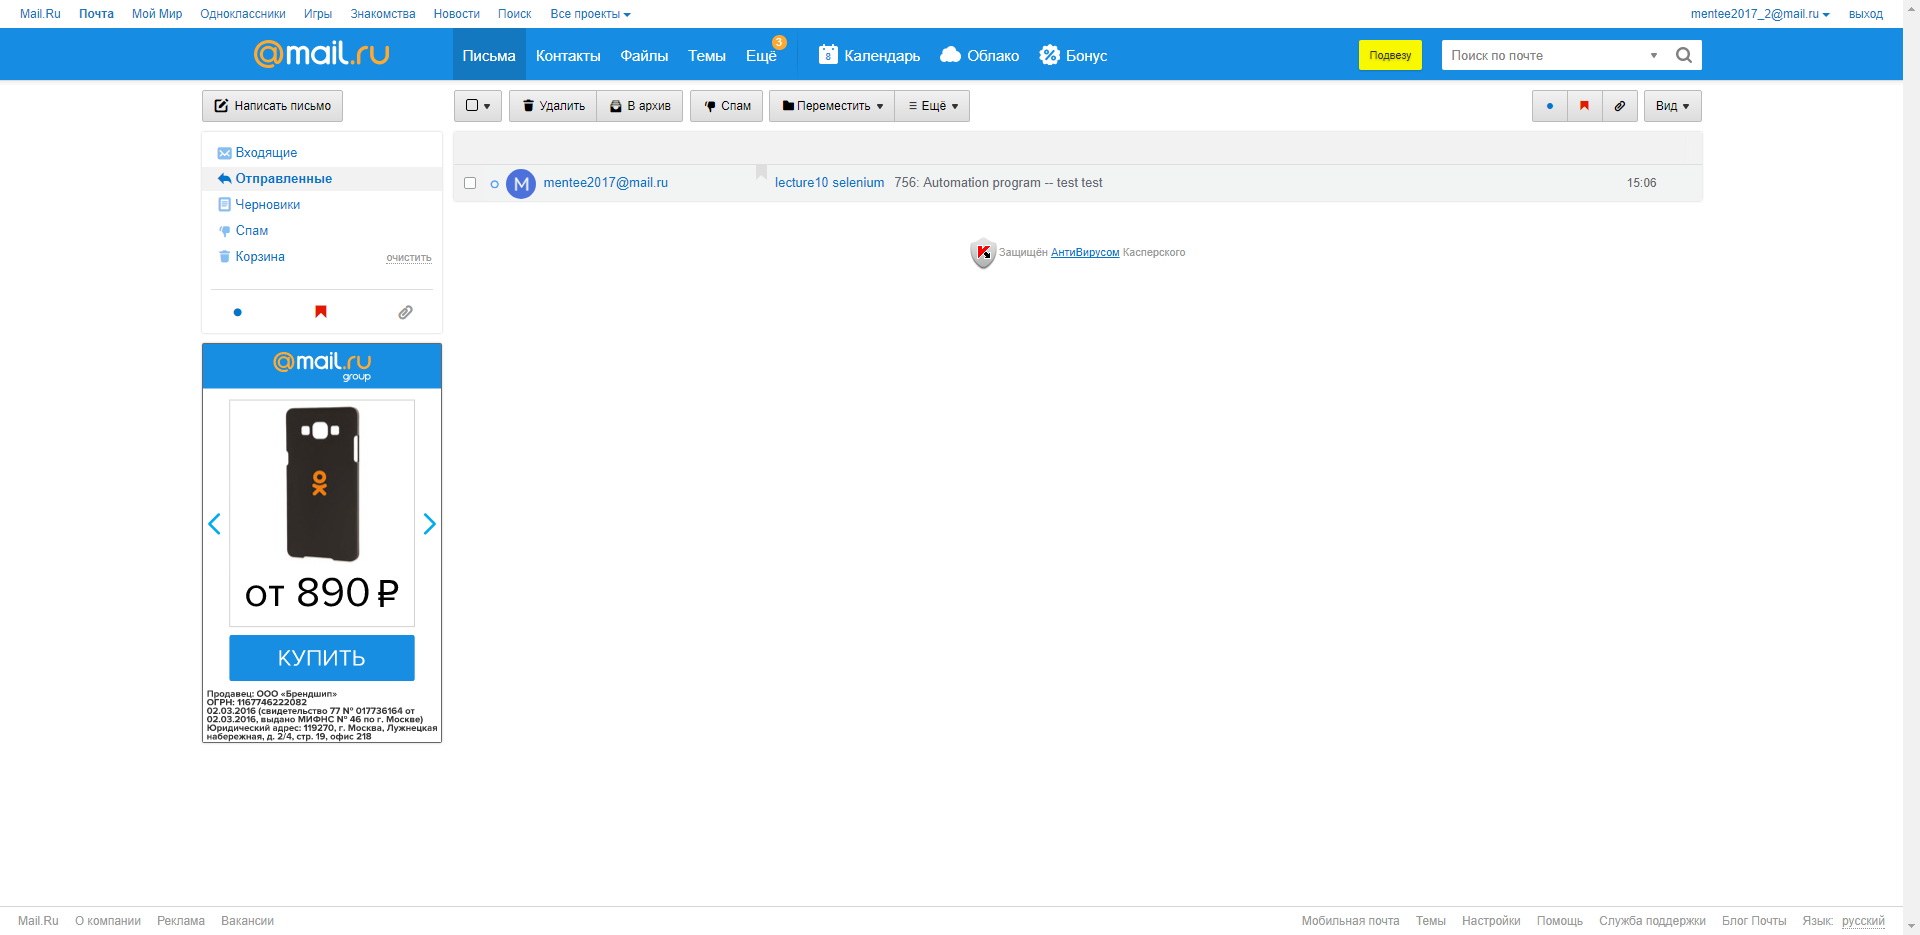 Mail.Ru Почта Мой Мир Одноклассники Игры Знакомства Новости Поиск Все проекты mentee2017_2@mail.ru выход
@mail.ru Письма Контакты Файлы Темы Ещё 3 8 Календарь Облако Бонус Подвезу Поиск по почте
Написать письмо Удалить В архив Спам Переместить Ещё Вид
Входящие
Отправленные
Черновики
Спам
Корзина очистить
M mentee2017@mail.ru lecture10 selenium 756: Automation program -- test test 15:06
Защищён АнтиВирусом Касперского
@mail.ru
group
от 890 ₽
КУПИТЬ
Продавец: ООО «Брендшип»
ОГРН: 1167746222082
02.03.2016 (свидетельство 77 № 017736164 от
02.03.2016, выдано МИФНС № 46 по г. Москве)
Юридический адрес: 119270, г. Москва, Лужнецкая
набережная, д. 2/4, стр. 19, офис 218
Mail.Ru О компании Реклама Вакансии Мобильная почта Темы Настройки Помощь Служба поддержки Блог Почты Язык: русский